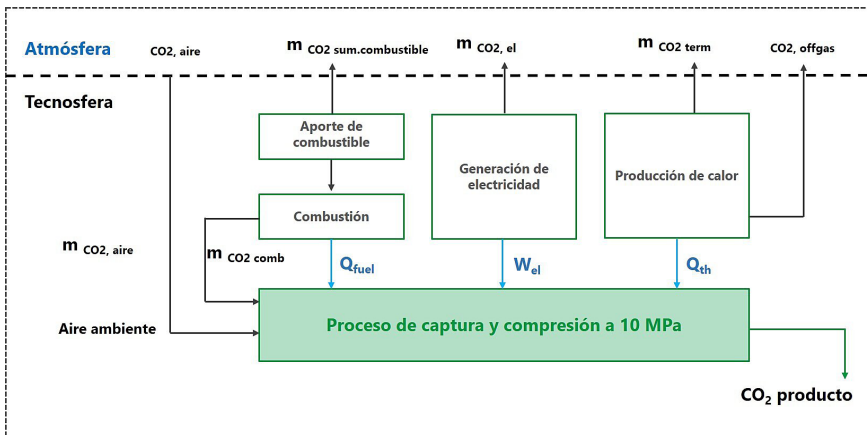 Atmósfera
CO2, aire
m CO2 sum.combustible
m CO2, el
m CO2 term
CO2, offgas
Tecnosfera
Aporte de
combustible
Generación de
electricidad
Producción de calor
Combustión
m CO2, aire
m CO2 comb
Qfuel
Wel
Qth
Aire ambiente
Proceso de captura y compresión a 10 MPa
CO2 producto